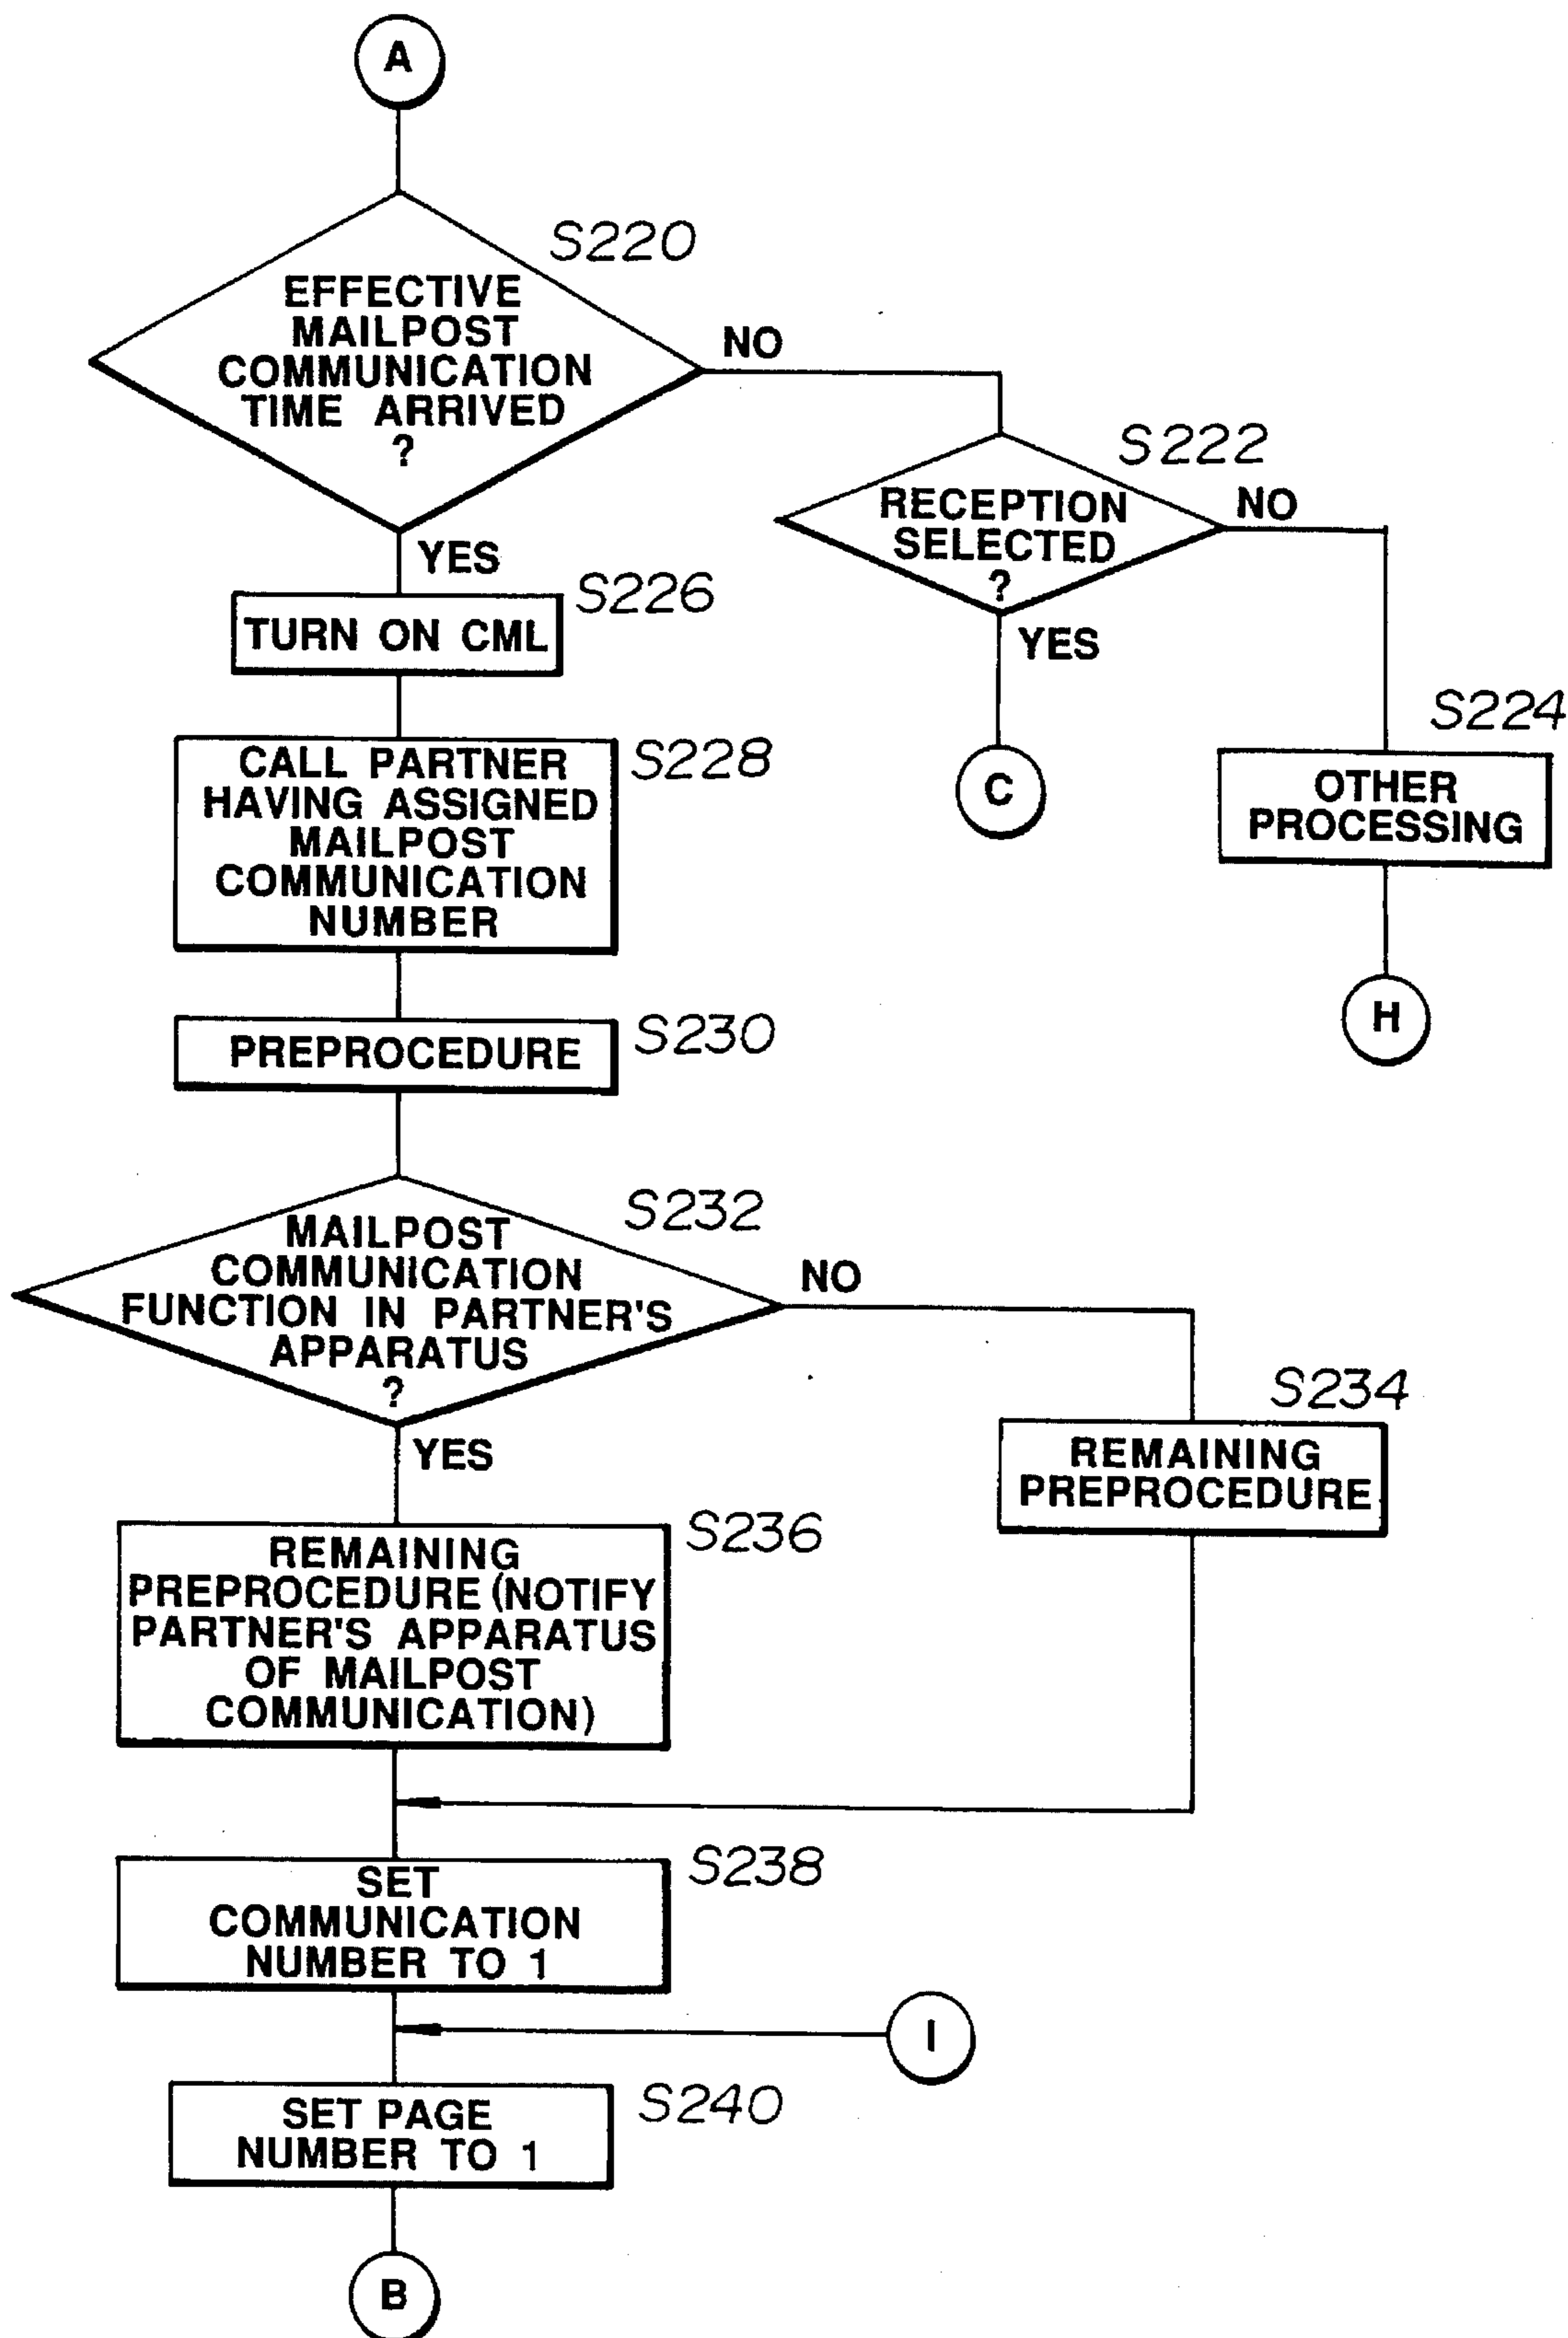 A
S220
EFFECTIVE
MAILPOST
COMMUNICATION
TIME ARRIVED
?
NO
YES
S222
RECEPTION
SELECTED
?
NO
YES
S226
TURN ON CML
S224
OTHER
PROCESSING
C
H
S228
CALL PARTNER
HAVING ASSIGNED
MAILPOST
COMMUNICATION
NUMBER
S230
PREPROCEDURE
S232
MAILPOST
COMMUNICATION
FUNCTION IN PARTNER'S
APPARATUS
?
NO
YES
S234
REMAINING
PREPROCEDURE
S236
REMAINING
PREPROCEDURE (NOTIFY
PARTNER'S APPARATUS
OF MAILPOST
COMMUNICATION)
S238
SET
COMMUNICATION
NUMBER TO 1
I
S240
SET PAGE
NUMBER TO 1
B